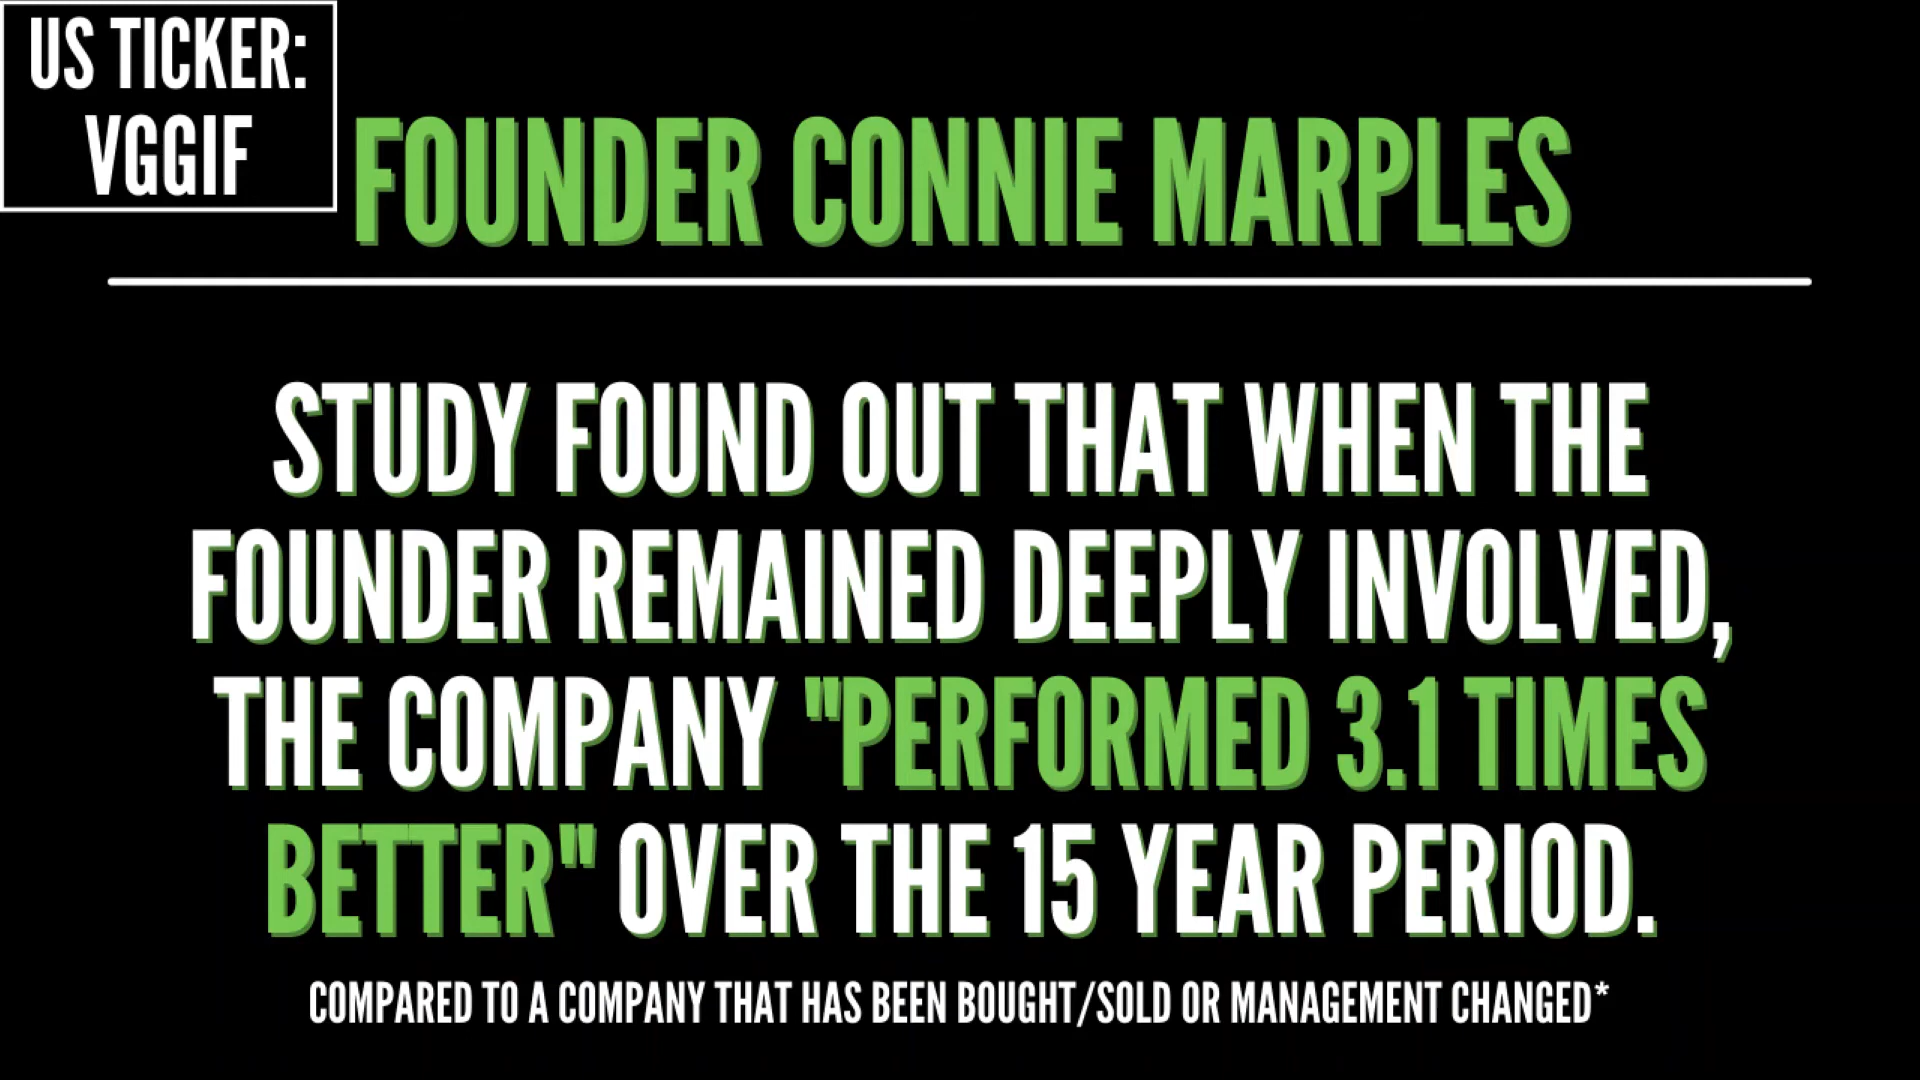 US TICKER:
VGGIF
FOUNDER CONNIE MARPLES
STUDY FOUND OUT THAT WHEN THE
FOUNDER REMAINED DEEPLY INVOLVED,
THE COMPANY "PERFORMED 3.1 TIMES
BETTER" OVER THE 15 YEAR PERIOD.
COMPARED TO A COMPANY THAT HAS BEEN BOUGHT/SOLD OR MANAGEMENT CHANGED*